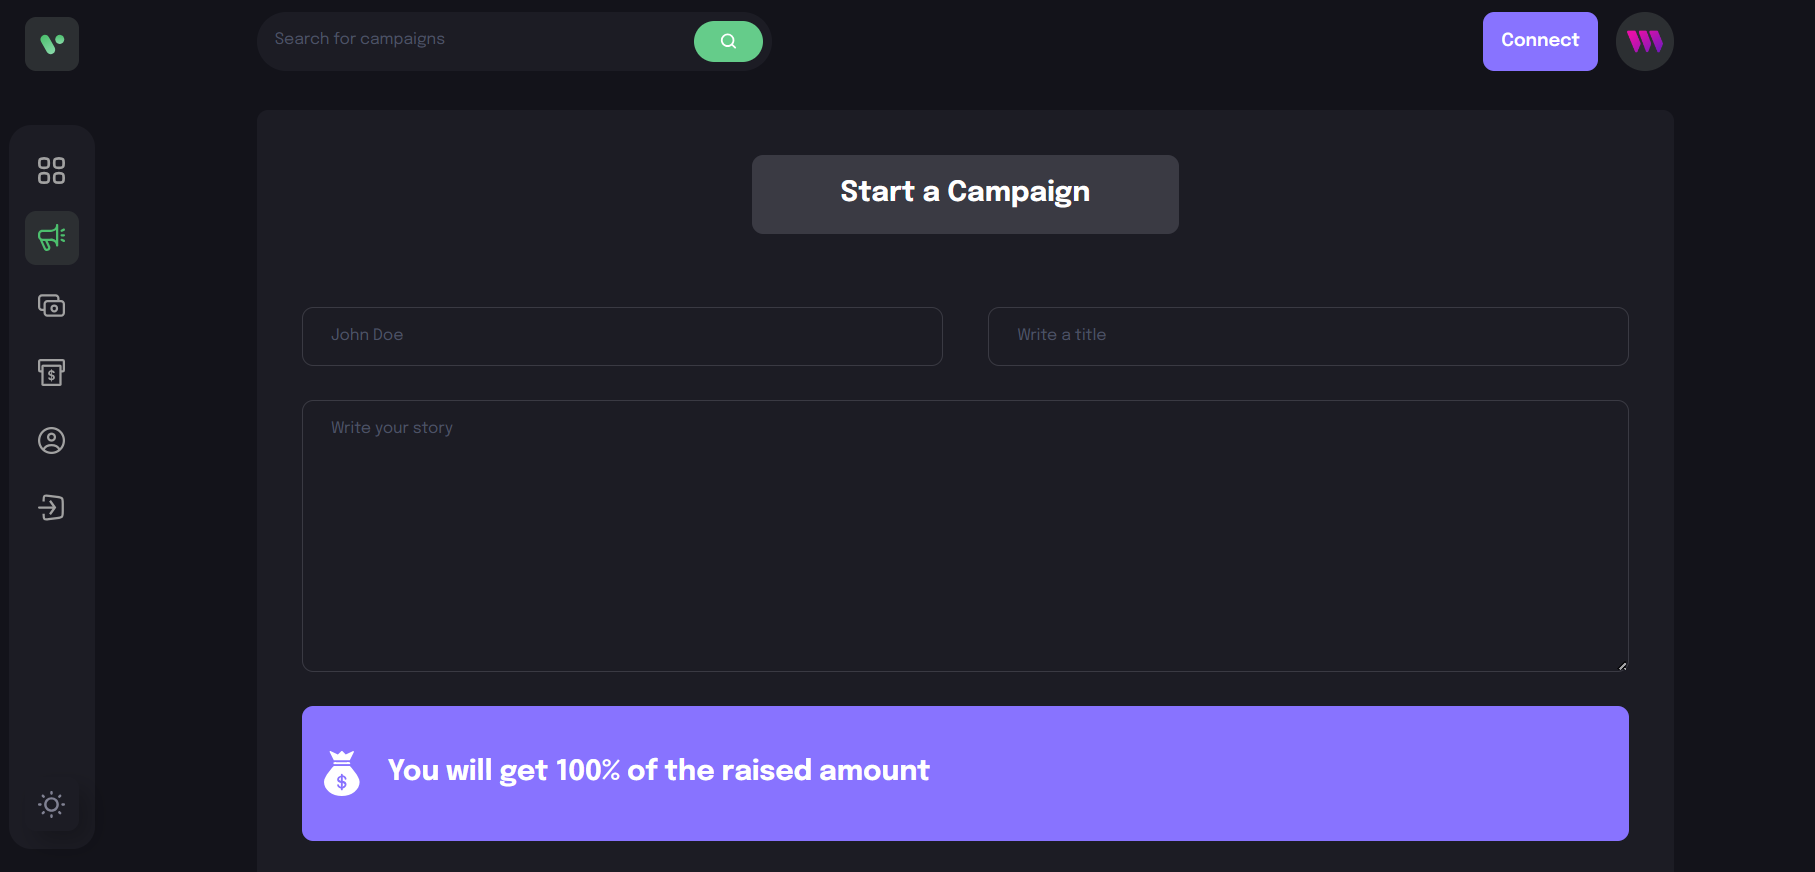 Search for campaigns
Connect
Start a Campaign
John Doe
Write a title
Write your story
$
$
You will get 100% of the raised amount